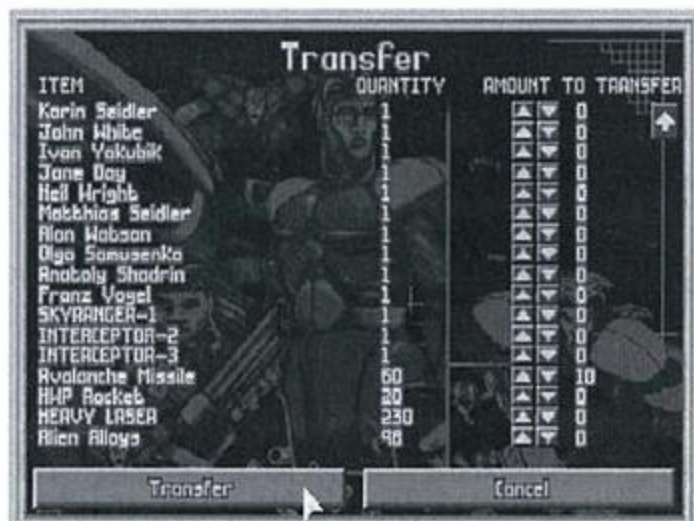 Transfer
ITEM QUANTITY AMOUNT TO TRANSFER
Karin Seidler 1 0
John White 1 0
Ivan Yakubik 1 0
Jane Day 1 0
Neil Wright 1 0
Matthias Seidler 1 0
Alan Watson 1 0
Olga Samusenko 1 0
Anatoly Shadrin 1 0
Franz Vogel 1 0
SKYRANGER-1 1 0
INTERCEPTOR-2 1 0
INTERCEPTOR-3 1 0
Avalanche Missile 60 10
HWP Rocket 20 0
HEAVY LASER 230 0
Alien Alloys 98 0
Transfer Cancel